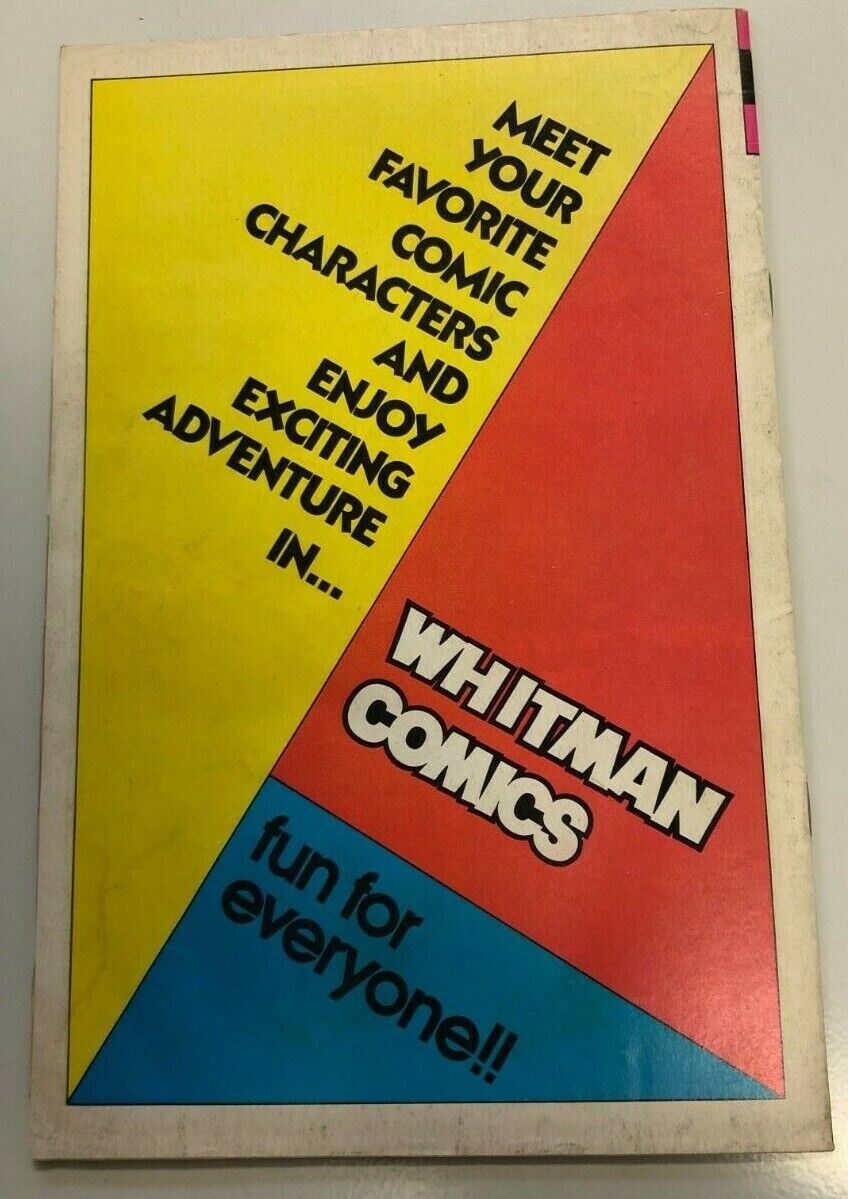 MEET
YOUR
FAVORITE
COMIC
CHARACTERS
AND
ENJOY
EXCITING
ADVENTURE
IN...
WHITMAN
COMICS
fun for
everyone!!